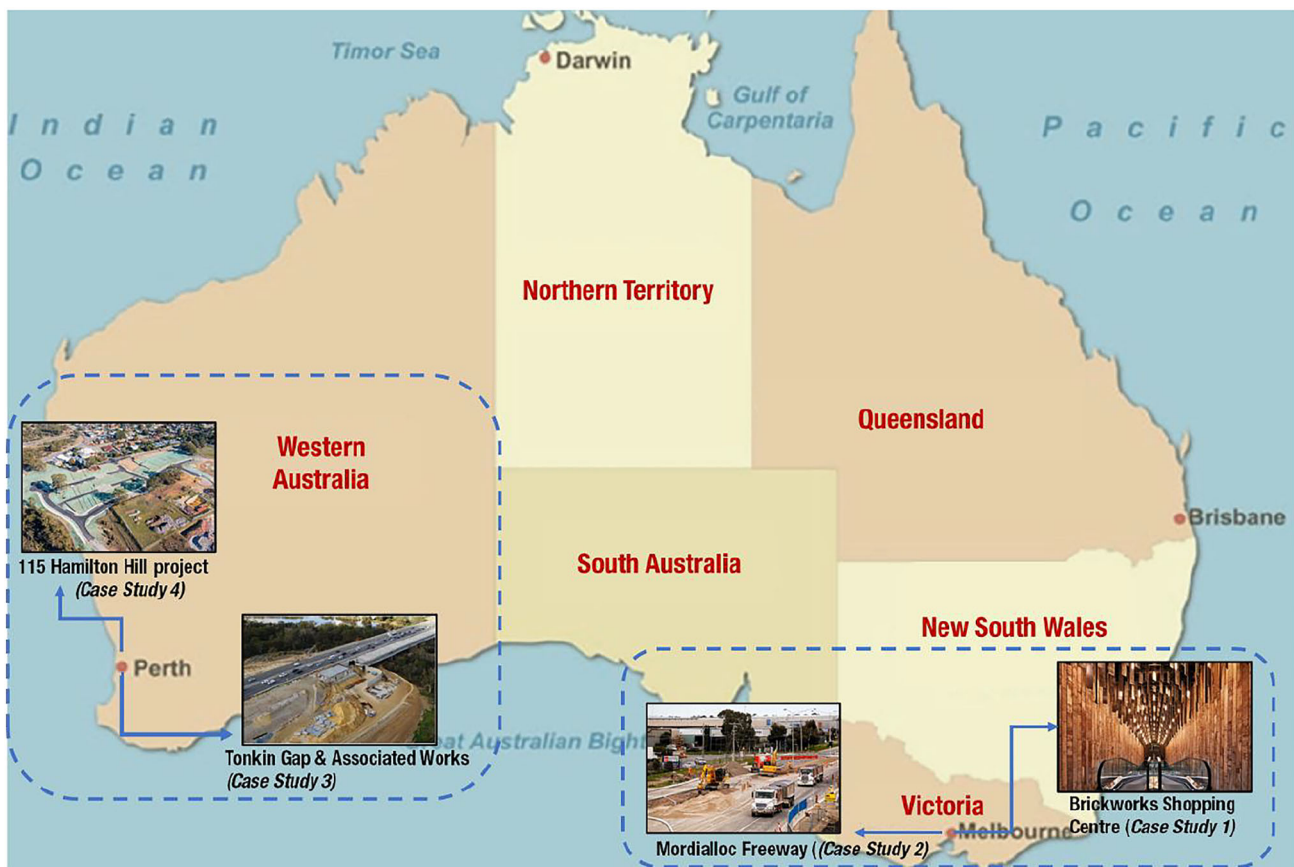 Timor Sea
Darwin
Gulf of
Carpentaria
Indian
Ocean
Pacific
Ocean
Northern Territory
Queensland
Western
Australia
Brisbane
South Australia
115 Hamilton Hill project
(Case Study 4)
New South Wales
Perth
Great Australian Bight
Tonkin Gap & Associated Works
(Case Study 3)
Victoria
Brickworks Shopping
Centre (Case Study 1)
Melbourne
Mordialloc Freeway ((Case Study 2)